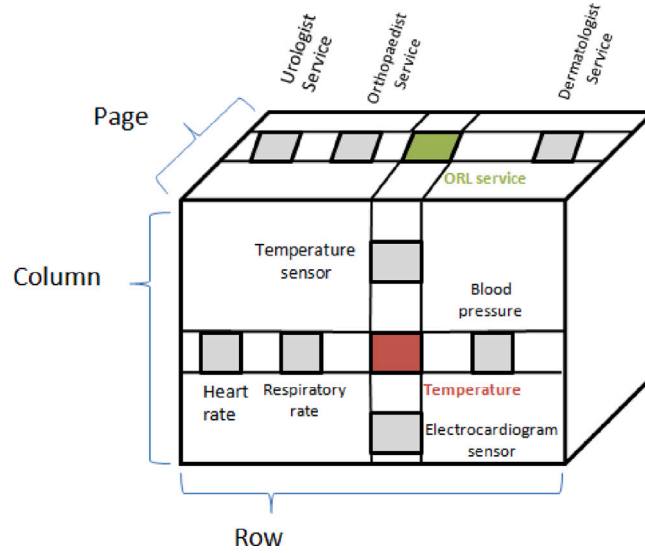 Urologist
Service
Orthopaedist
Service
Dermatologist
Service
Page
ORL service
Temperature
sensor
Column
Blood
pressure
Heart
rate
Respiratory
rate
Temperature
Electrocardiogram
sensor
Row